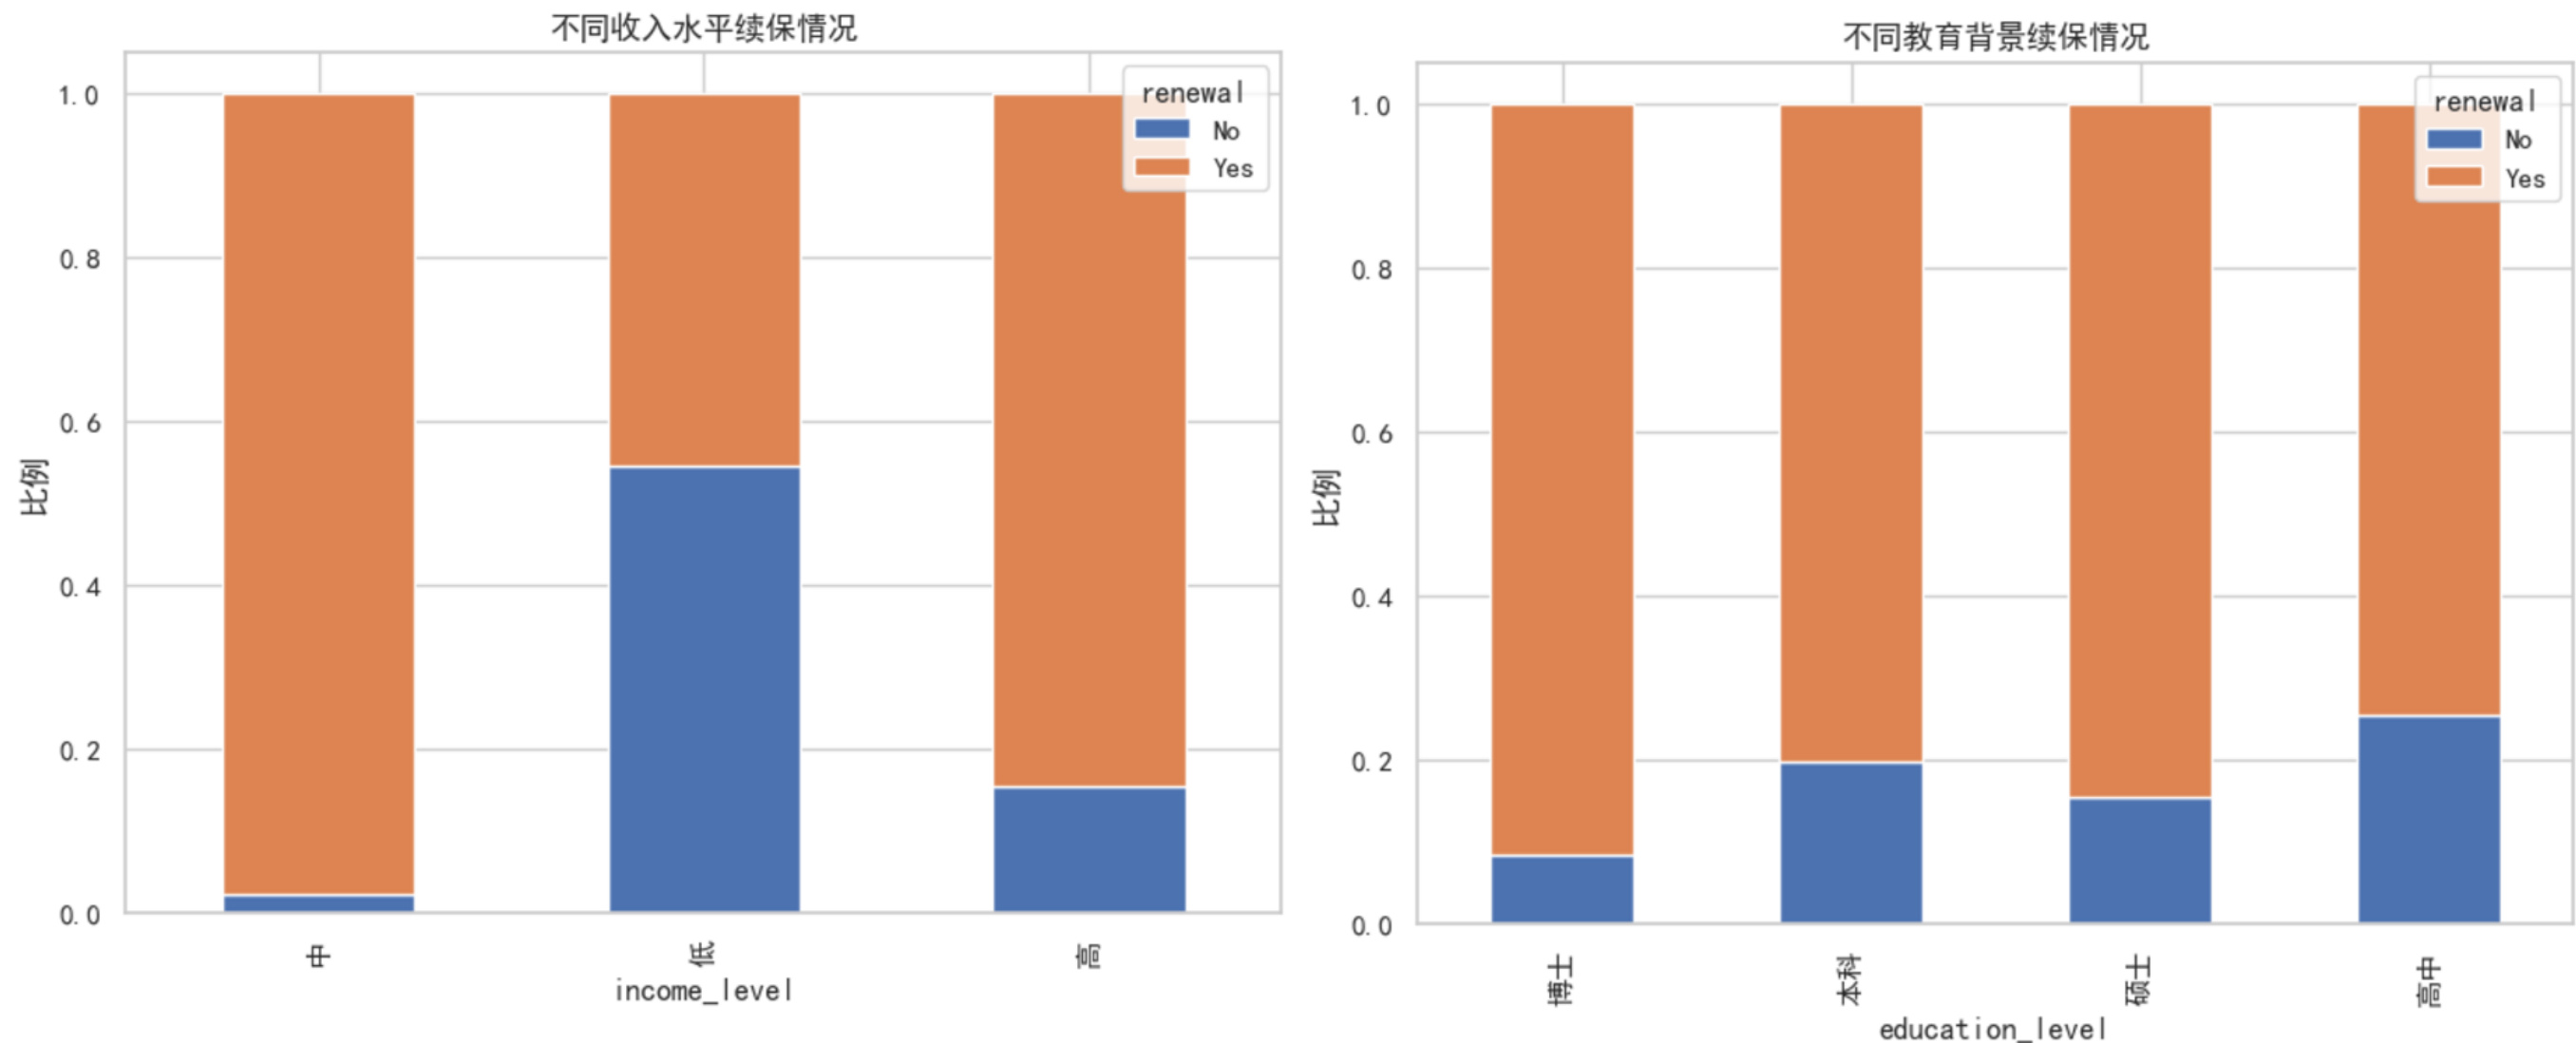 不同收入水平续保情况
renewal
No
Yes
1.0
0.8
0.6
0.4
0.2
0.0
比例
中
低
高
income_level
不同教育背景续保情况
renewal
No
Yes
1.0
0.8
0.6
0.4
0.2
0.0
比例
博士
本科
硕士
高中
education_level